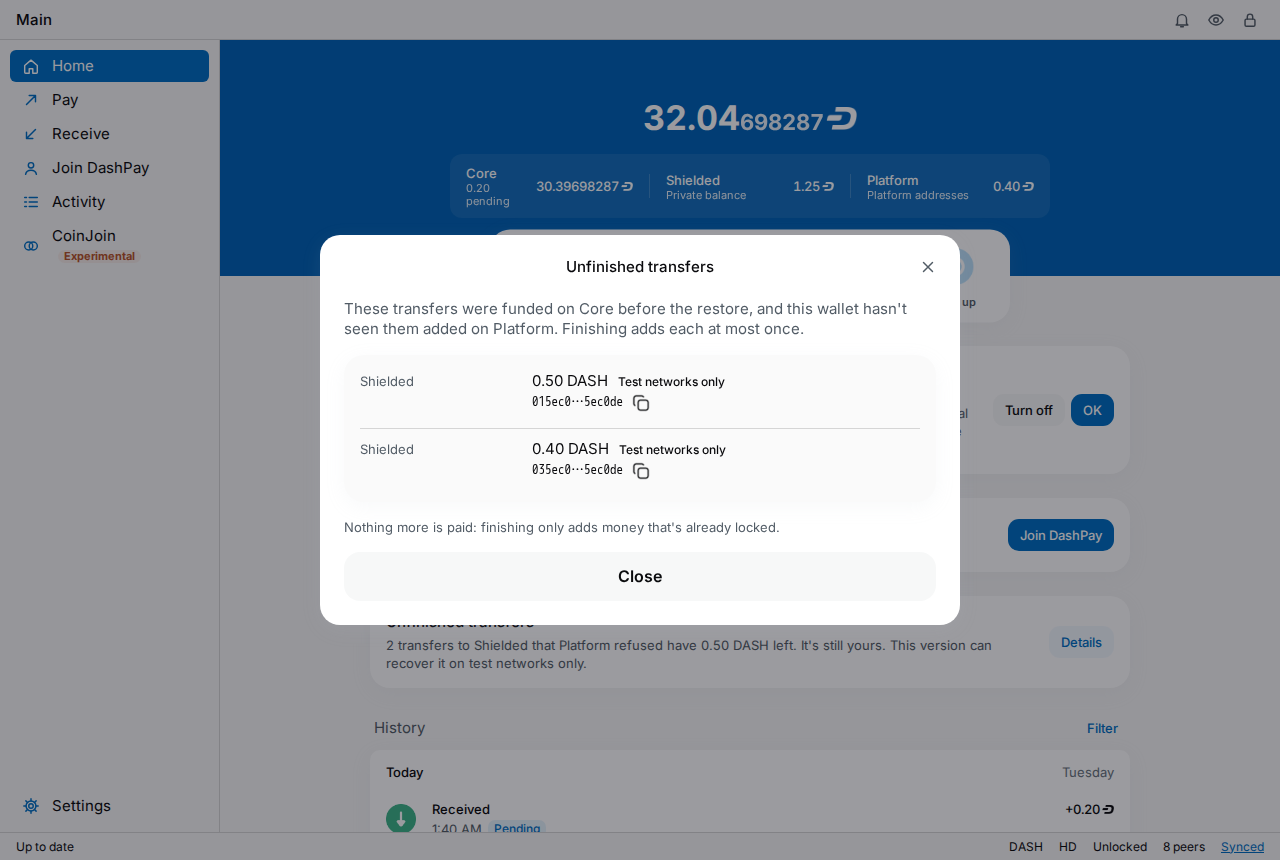 Main
Home
Pay
Receive
Join DashPay
Activity
CoinJoin
Experimental
Settings
32.04698287
Core
0.20 pending
30.39698287
Shielded
Private balance
1.25
Platform
Platform addresses
0.40
up
Unfinished transfers
These transfers were funded on Core before the restore, and this wallet hasn't
seen them added on Platform. Finishing adds each at most once.
Shielded
0.50 DASH Test networks only
015ec0···5ec0de
Shielded
0.40 DASH Test networks only
035ec0···5ec0de
Nothing more is paid: finishing only adds money that's already locked.
Close
Turn off
OK
Join DashPay
2 transfers to Shielded that Platform refused have 0.50 DASH left. It's still yours. This version can
recover it on test networks only.
Details
History
Filter
Today
Tuesday
Received
+0.20
1:40 AM Pending
Up to date
DASH HD Unlocked 8 peers Synced